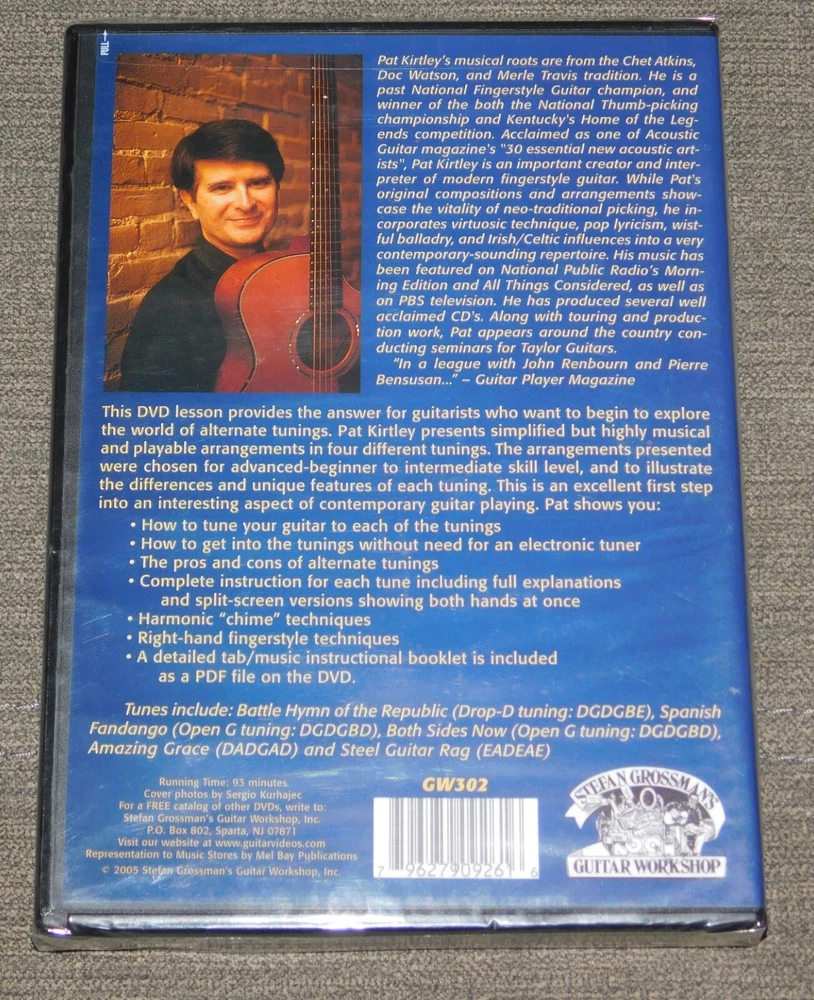 PULL
Pat Kirtley's musical roots are from the Chet Atkins,
Doc Watson, and Merle Travis tradition. He is a
past National Fingerstyle Guitar champion, and
winner of the both the National Thumb-picking
championship and Kentucky's Home of the Leg-
ends competition. Acclaimed as one of Acoustic
Guitar magazine's "30 essential new acoustic art-
ists", Pat Kirtley is an important creator and inter-
preter of modern fingerstyle guitar. While Pat's
original compositions and arrangements show-
case the vitality of neo-traditional picking, he in-
corporates virtuosic technique, pop lyricism, wist-
ful balladry, and Irish/Celtic influences into a very
contemporary-sounding repertoire. His music has
been featured on National Public Radio's Morn-
ing Edition and All Things Considered, as well as
on PBS television. He has produced several well
acclaimed CD's. Along with touring and produc-
tion work, Pat appears around the country con-
ducting seminars for Taylor Guitars.
"In a league with John Renbourn and Pierre
Bensusan..." – Guitar Player Magazine
This DVD lesson provides the answer for guitarists who want to begin to explore
the world of alternate tunings. Pat Kirtley presents simplified but highly musical
and playable arrangements in four different tunings. The arrangements presented
were chosen for advanced-beginner to intermediate skill level, and to illustrate
the differences and unique features of each tuning. This is an excellent first step
into an interesting aspect of contemporary guitar playing. Pat shows you:
• How to tune your guitar to each of the tunings
• How to get into the tunings without need for an electronic tuner
• The pros and cons of alternate tunings
• Complete instruction for each tune including full explanations
and split-screen versions showing both hands at once
• Harmonic "chime" techniques
• Right-hand fingerstyle techniques
• A detailed tab/music instructional booklet is included
as a PDF file on the DVD.
Tunes include: Battle Hymn of the Republic (Drop-D tuning: DGDGBE), Spanish
Fandango (Open G tuning: DGDGBD), Both Sides Now (Open G tuning: DGDGBD),
Amazing Grace (DADGAD) and Steel Guitar Rag (EADEAE)
Running Time: 93 minutes
Cover photos by Sergio Kurhajec
For a FREE catalog of other DVDs, write to:
Stefan Grossman's Guitar Workshop, Inc.
P.O. Box 802, Sparta, NJ 07871
Visit our website at www.guitarvideos.com
Representation to Music Stores by Mel Bay Publications
© 2005 Stefan Grossman's Guitar Workshop, Inc.
GW302
7 96279 09261 6
STEFAN GROSSMAN'S
GUITAR WORKSHOP